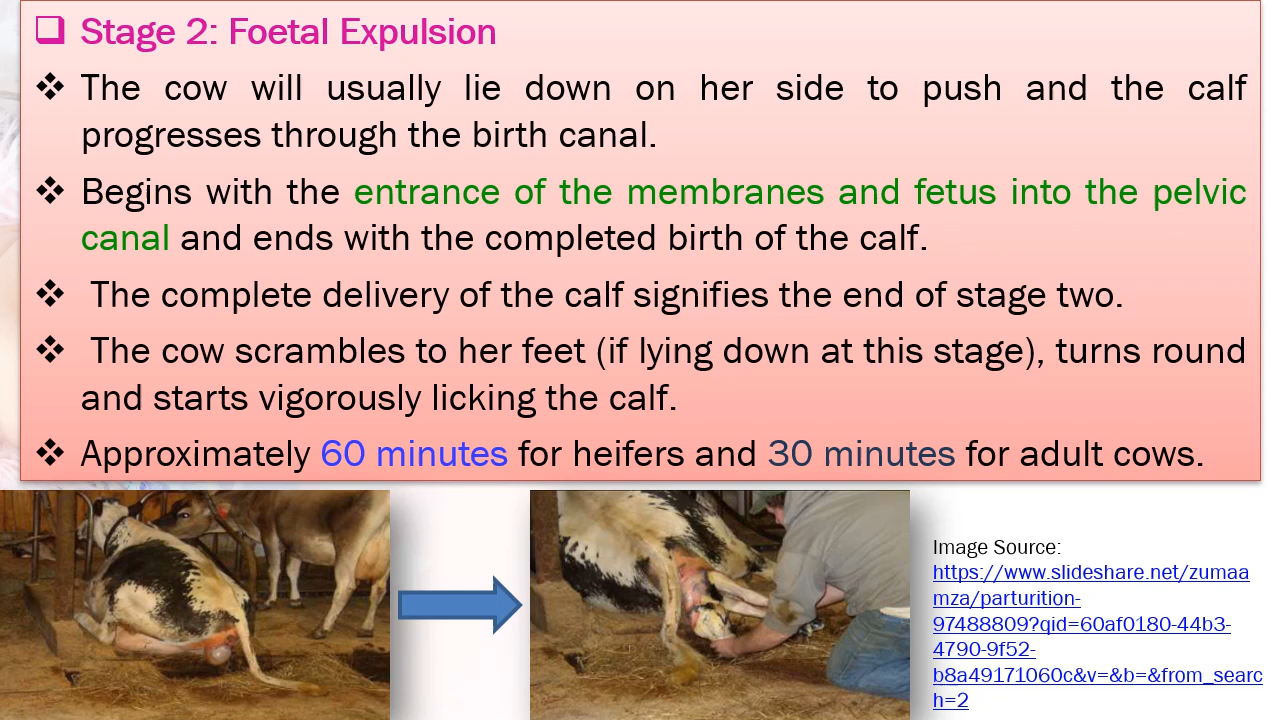 Stage 2: Foetal Expulsion
The cow will usually lie down on her side to push and the calf
progresses through the birth canal.
Begins with the entrance of the membranes and fetus into the pelvic
canal and ends with the completed birth of the calf.
The complete delivery of the calf signifies the end of stage two.
The cow scrambles to her feet (if lying down at this stage), turns round
and starts vigorously licking the calf.
Approximately 60 minutes for heifers and 30 minutes for adult cows.
Image Source:
https://www.slideshare.net/zumaa
mza/parturition-
97488809?qid=60af0180-44b3-
4790-9f52-
b8a49171060c&v=&b=&from_searc
h=2